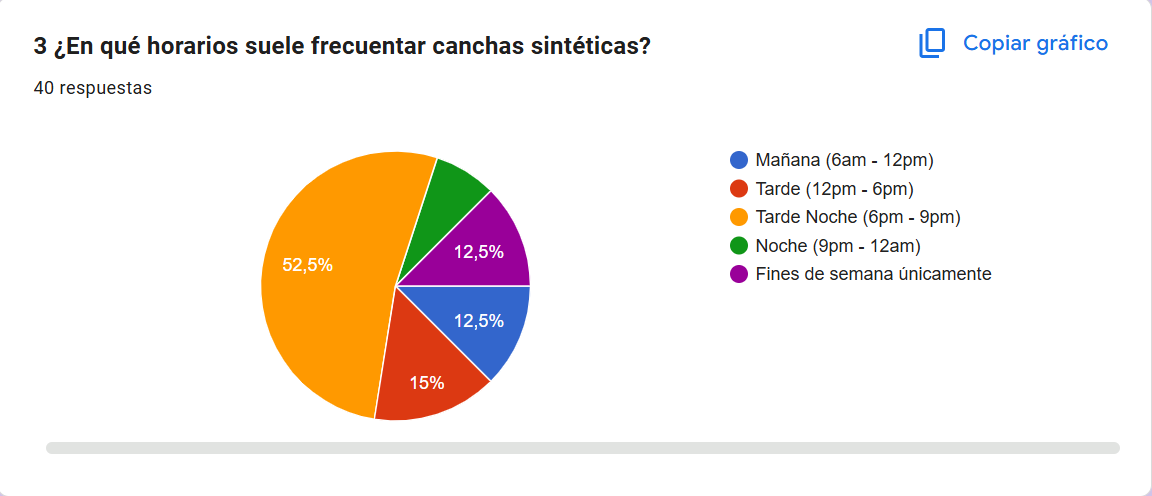 3 ¿En qué horarios suele frecuentar canchas sintéticas?
Copiar gráfico
40 respuestas
Mañana (6am - 12pm)
Tarde (12pm - 6pm)
Tarde Noche (6pm - 9pm)
Noche (9pm - 12am)
Fines de semana únicamente
12,5%
52,5%
12,5%
15%